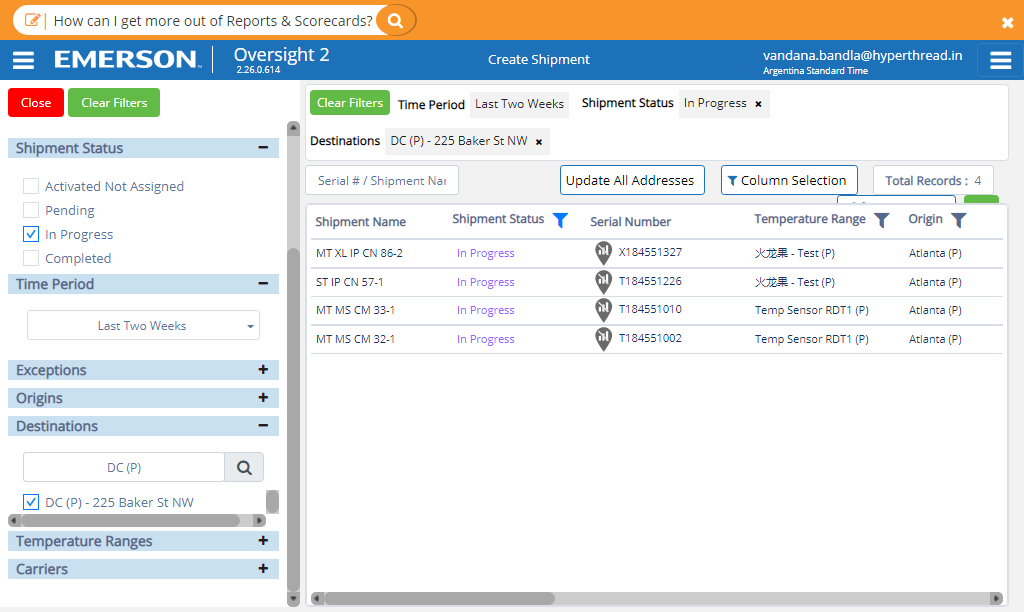 How can I get more out of Reports & Scorecards?
EMERSON
Oversight 2
2.26.0.614
Create Shipment
vandana.bandla@hyperthread.in
Argentina Standard Time
Close
Clear Filters
Shipment Status
Activated Not Assigned
Pending
In Progress
Completed
Time Period
Last Two Weeks
Exceptions
Origins
Destinations
DC (P)
DC (P) - 225 Baker St NW
Temperature Ranges
Carriers
Clear Filters Time Period Last Two Weeks Shipment Status In Progress ×
Destinations DC (P) - 225 Baker St NW ×
Serial # / Shipment Nar Update All Addresses Column Selection Total Records : 4
Shipment Name Shipment Status Serial Number Temperature Range Origin
MT XL IP CN 86-2 In Progress X184551327 火龙果 - Test (P) Atlanta (P)
ST IP CN 57-1 In Progress T184551226 火龙果 - Test (P) Atlanta (P)
MT MS CM 33-1 In Progress T184551010 Temp Sensor RDT1 (P) Atlanta (P)
MT MS CM 32-1 In Progress T184551002 Temp Sensor RDT1 (P) Atlanta (P)